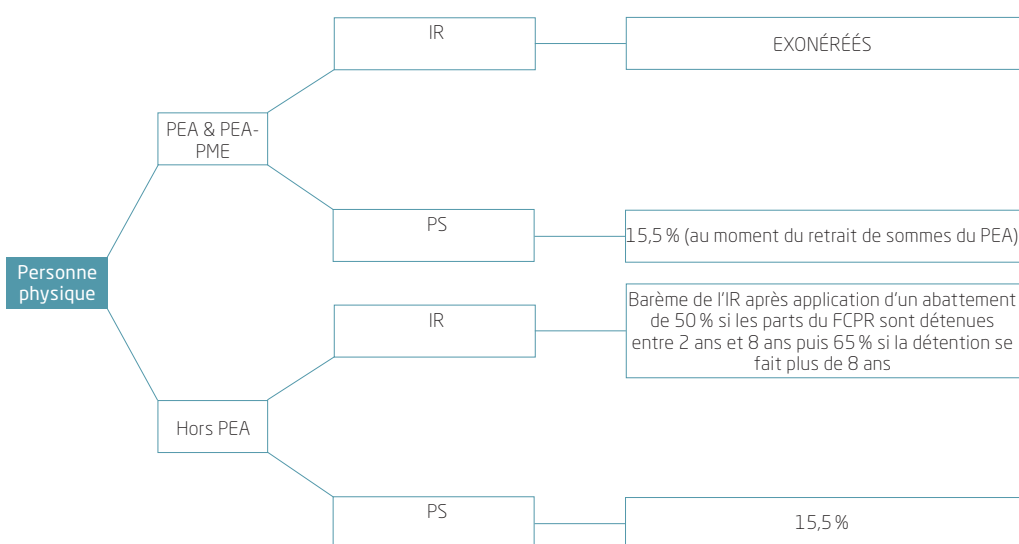 IR
EXONÉRÉÉS
PEA & PEA-
PME
PS
15,5 % (au moment du retrait de sommes du PEA)
Personne
physique
IR
Barème de l'IR après application d'un abattement
de 50 % si les parts du FCPR sont détenues
entre 2 ans et 8 ans puis 65 % si la détention se
fait plus de 8 ans
Hors PEA
PS
15,5 %